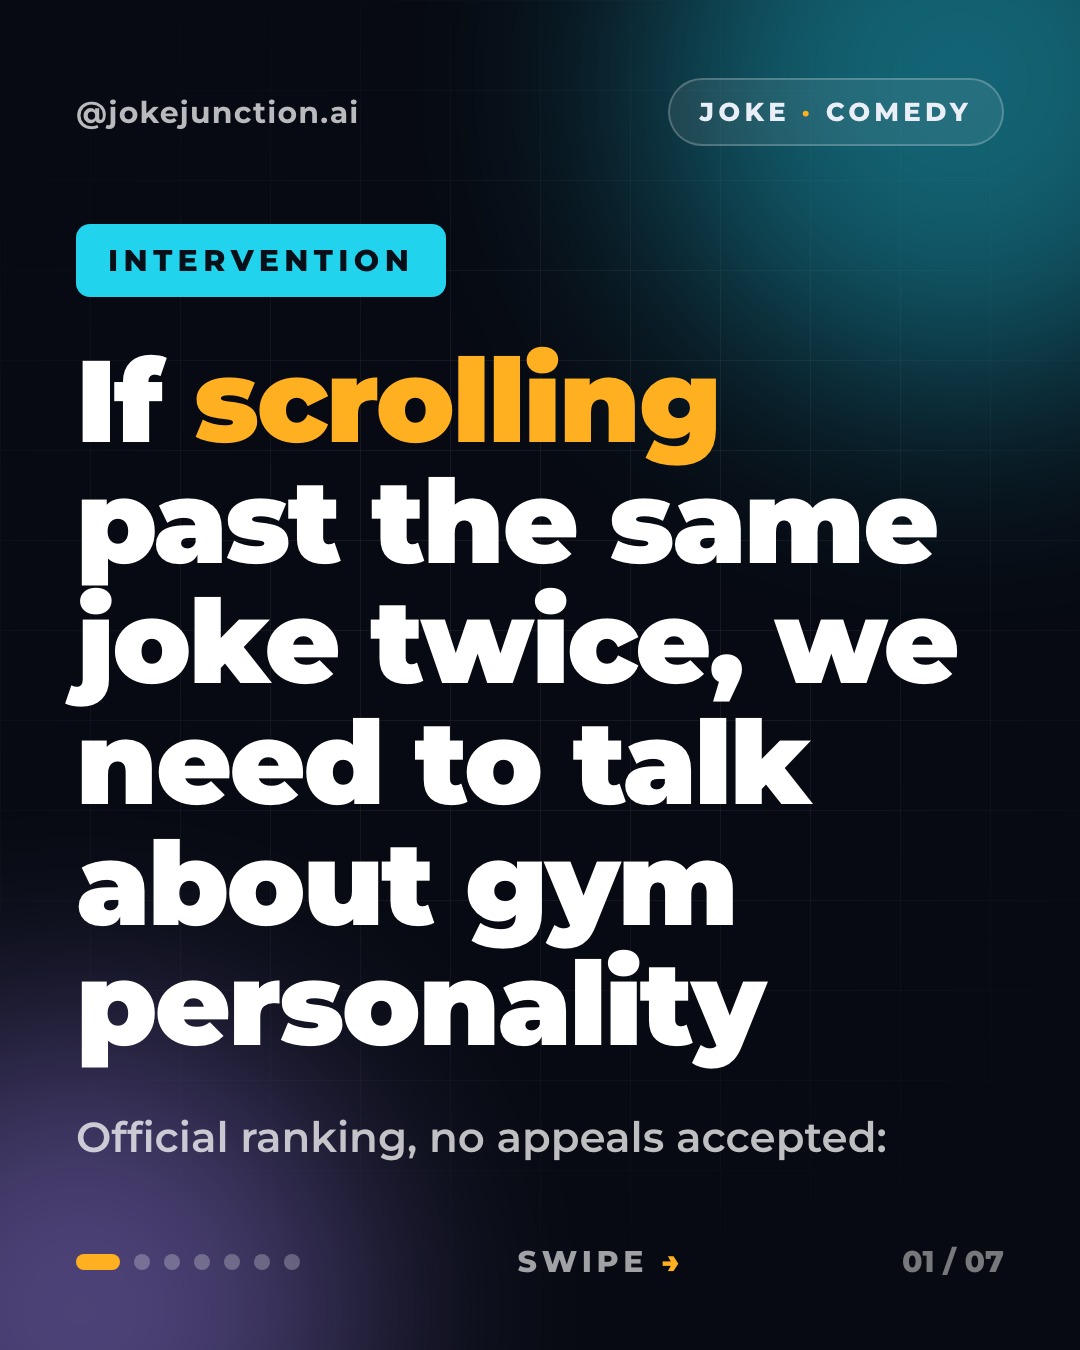 @jokejunction.ai
JOKE · COMEDY
INTERVENTION
If scrolling
past the same
joke twice, we
need to talk
about gym
personality
Official ranking, no appeals accepted:
SWIPE →
01 / 07